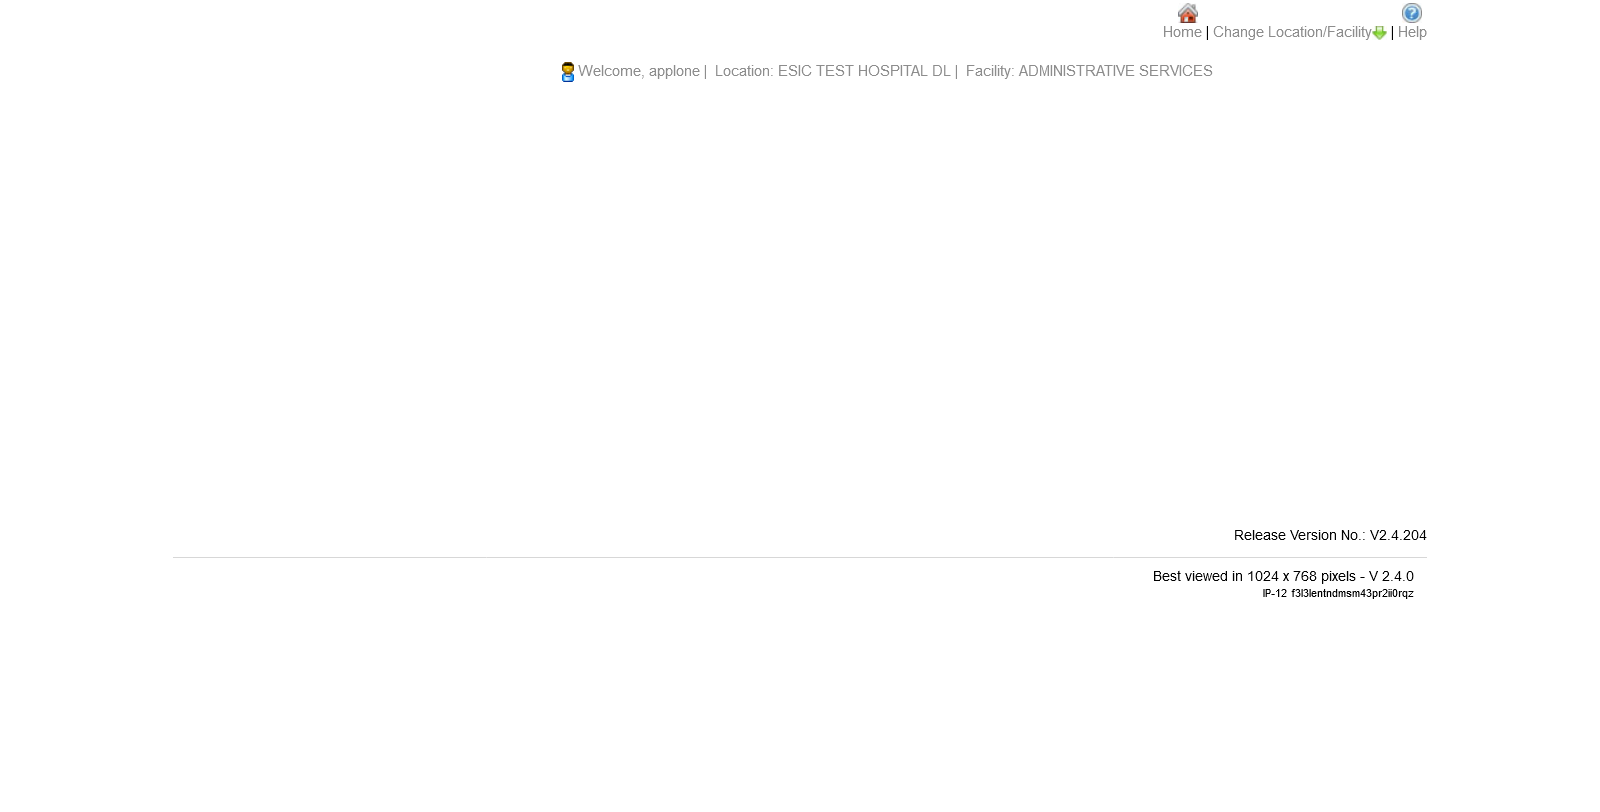 Home | Change Location/Facility | Help
Welcome, applone | Location: ESIC TEST HOSPITAL DL | Facility: ADMINISTRATIVE SERVICES
Release Version No.: V2.4.204
Best viewed in 1024 x 768 pixels - V 2.4.0
IP-12 f3l3lentndmsm43pr2ii0rqz